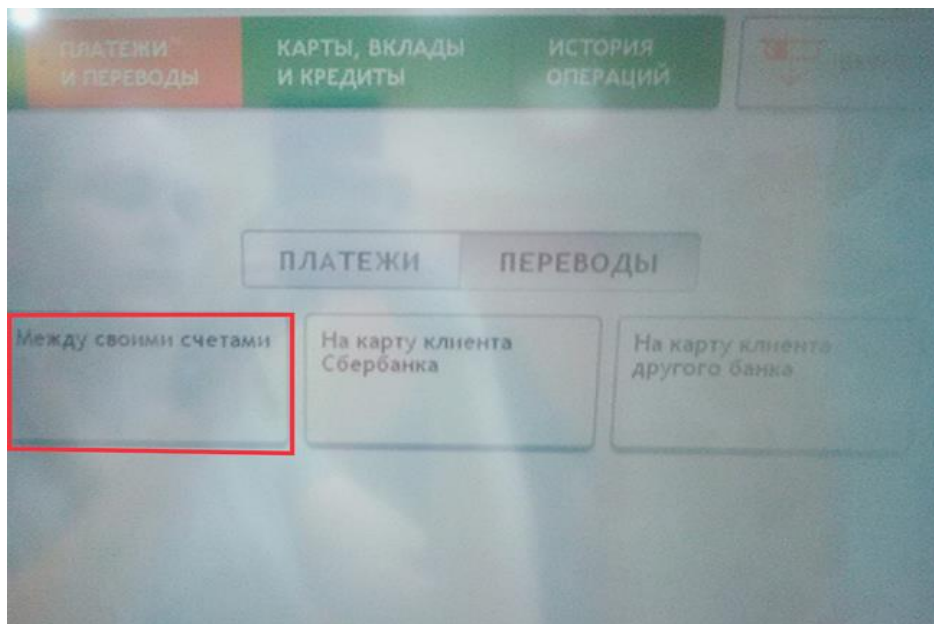 ПЛАТЕЖИ
И ПЕРЕВОДЫ
КАРТЫ, ВКЛАДЫ
И КРЕДИТЫ
ИСТОРИЯ
ОПЕРАЦИЙ
ПЛАТЕЖИ
ПЕРЕВОДЫ
Между своими счетами
На карту клиента
Сбербанка
На карту клиента
другого банка